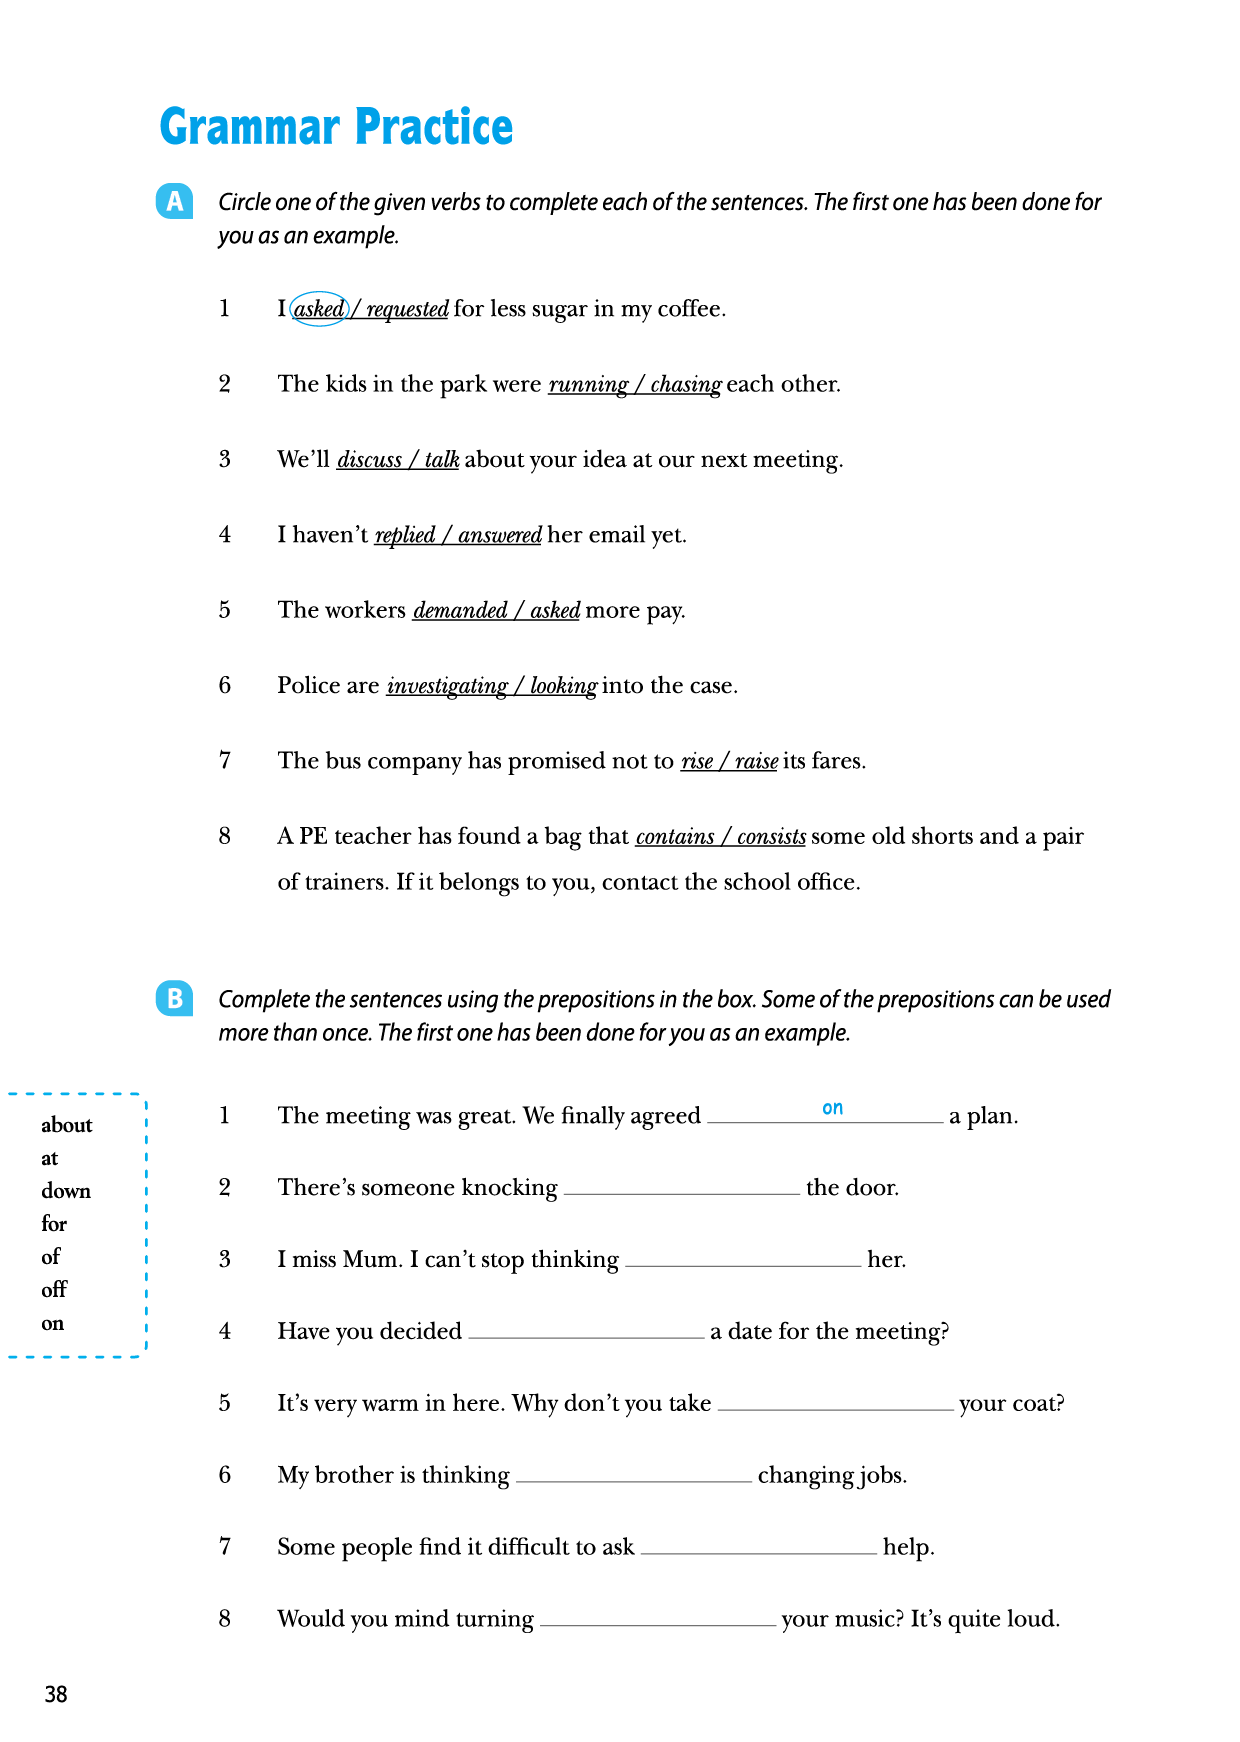 Grammar Practice
A
Circle one of the given verbs to complete each of the sentences. The first one has been done for
you as an example.
1 I asked / requested for less sugar in my coffee.
2 The kids in the park were running / chasing each other.
3 We’ll discuss / talk about your idea at our next meeting.
4 I haven’t replied / answered her email yet.
5 The workers demanded / asked more pay.
6 Police are investigating / looking into the case.
7 The bus company has promised not to rise / raise its fares.
8 A PE teacher has found a bag that contains / consists some old shorts and a pair
of trainers. If it belongs to you, contact the school office.
B
Complete the sentences using the prepositions in the box. Some of the prepositions can be used
more than once. The first one has been done for you as an example.
about
at
down
for
of
off
on
1 The meeting was great. We finally agreed on a plan.
2 There’s someone knocking ____ the door.
3 I miss Mum. I can’t stop thinking ____ her.
4 Have you decided ____ a date for the meeting?
5 It’s very warm in here. Why don’t you take ____ your coat?
6 My brother is thinking ____ changing jobs.
7 Some people find it difficult to ask ____ help.
8 Would you mind turning ____ your music? It’s quite loud.
38